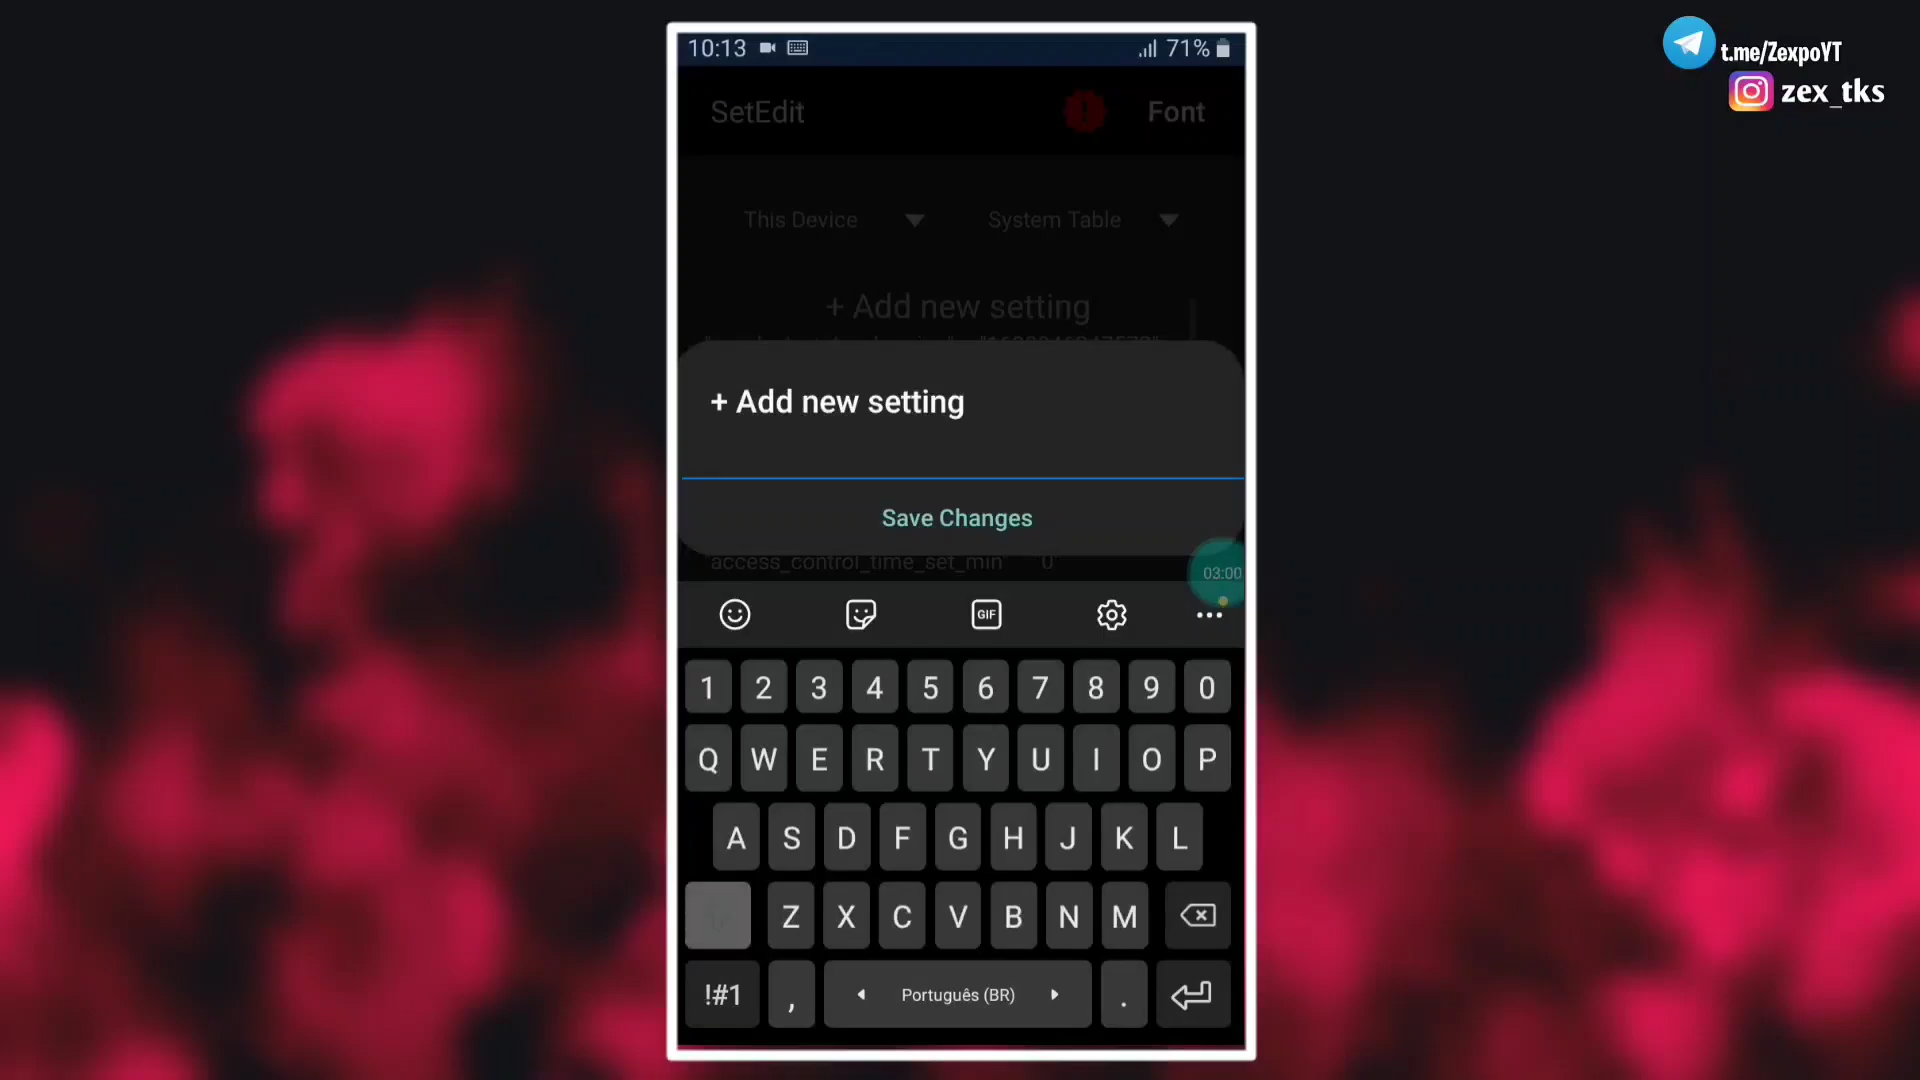 10:13 71%
t.me/ZexpoYT
zex_tks
SetEdit Font
This Device System Table
+ Add new setting
+ Add new setting
Save Changes
access_control_time_set_min 0"
03:00
GIF
1 2 3 4 5 6 7 8 9 0
Q W E R T Y U I O P
A S D F G H J K L
Z X C V B N M
!#1 , Português (BR) .